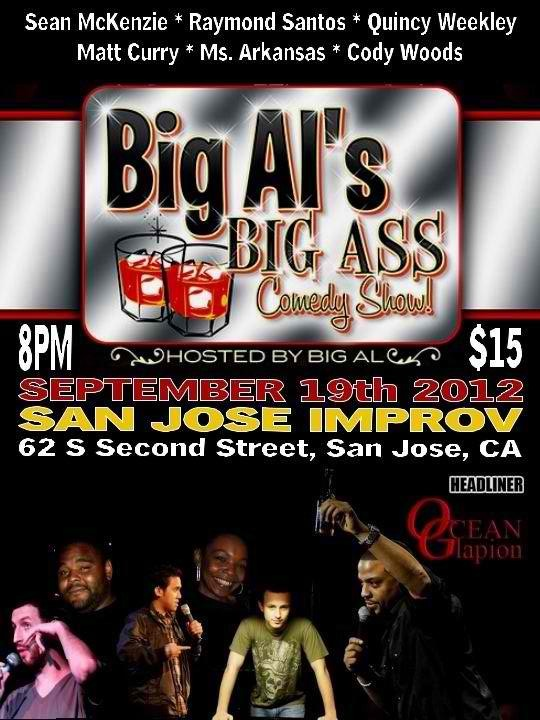 Sean McKenzie * Raymond Santos * Quincy Weekley
Matt Curry * Ms. Arkansas * Cody Woods
Big Al's
BIG ASS
Comedy Show!
8PM
HOSTED BY BIG AL
$15
SEPTEMBER 19th 2012
SAN JOSE IMPROV
62 S Second Street, San Jose, CA
HEADLINER
OCEAN
Glapion